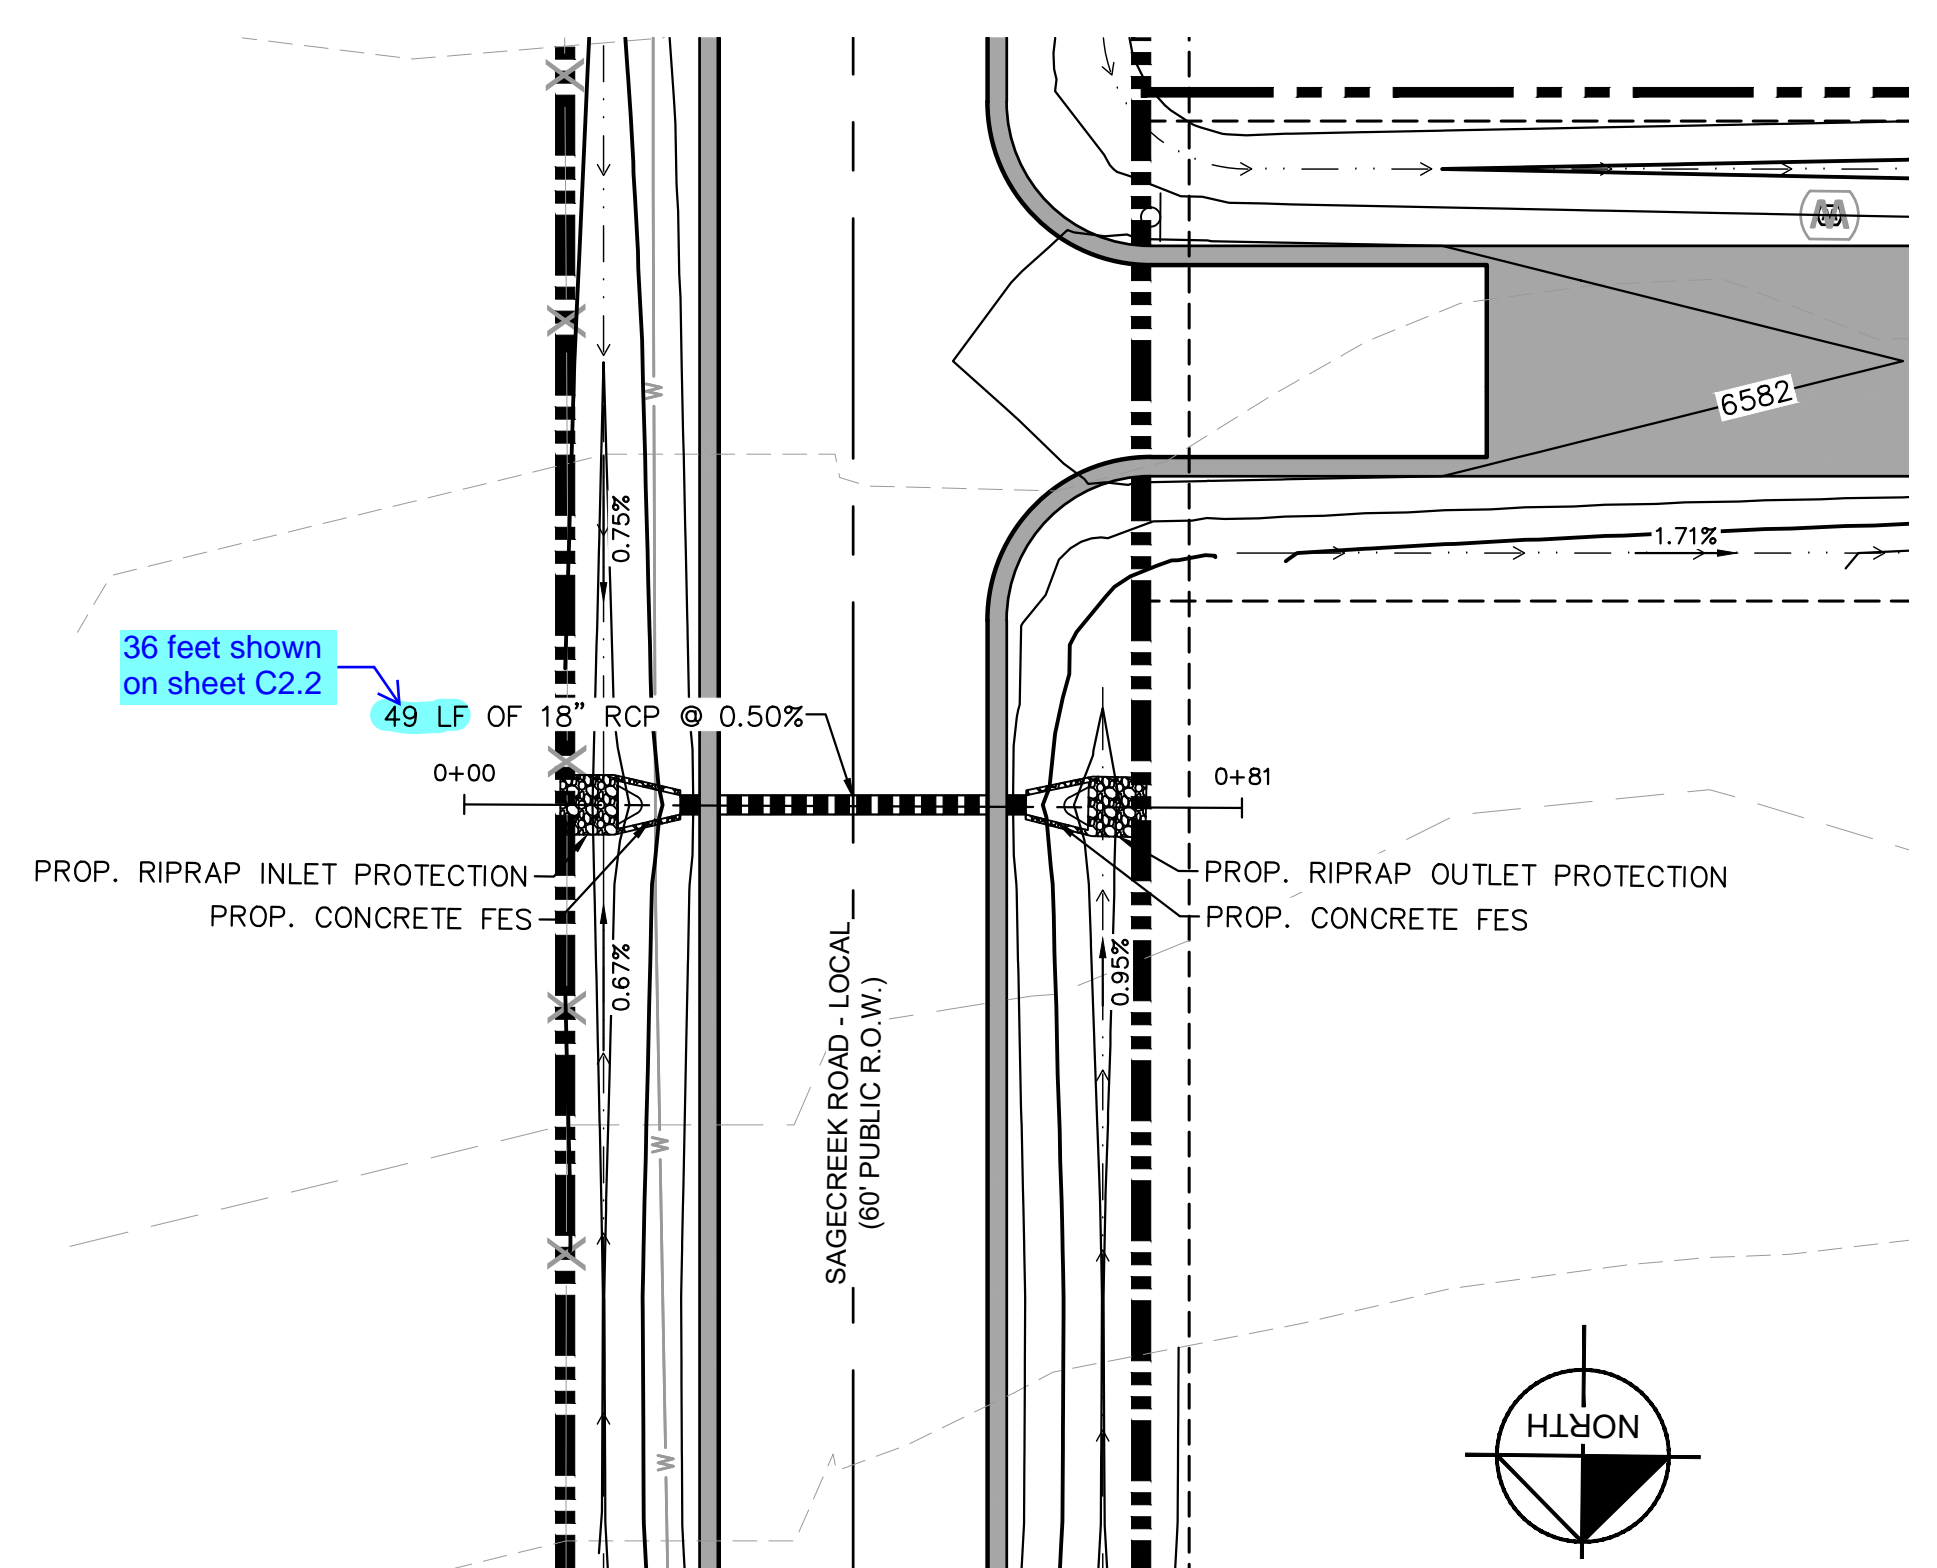 W
6582
W
0.75%
1.71%
36 feet shown
on sheet C2.2
49 LF OF 18” RCP @ 0.50%
0+00
0+81
PROP. RIPRAP INLET PROTECTION
PROP. CONCRETE FES
PROP. RIPRAP OUTLET PROTECTION
PROP. CONCRETE FES
0.67%
0.95%
SAGECREEK ROAD - LOCAL
(60' PUBLIC R.O.W.)
W
W
NORTH